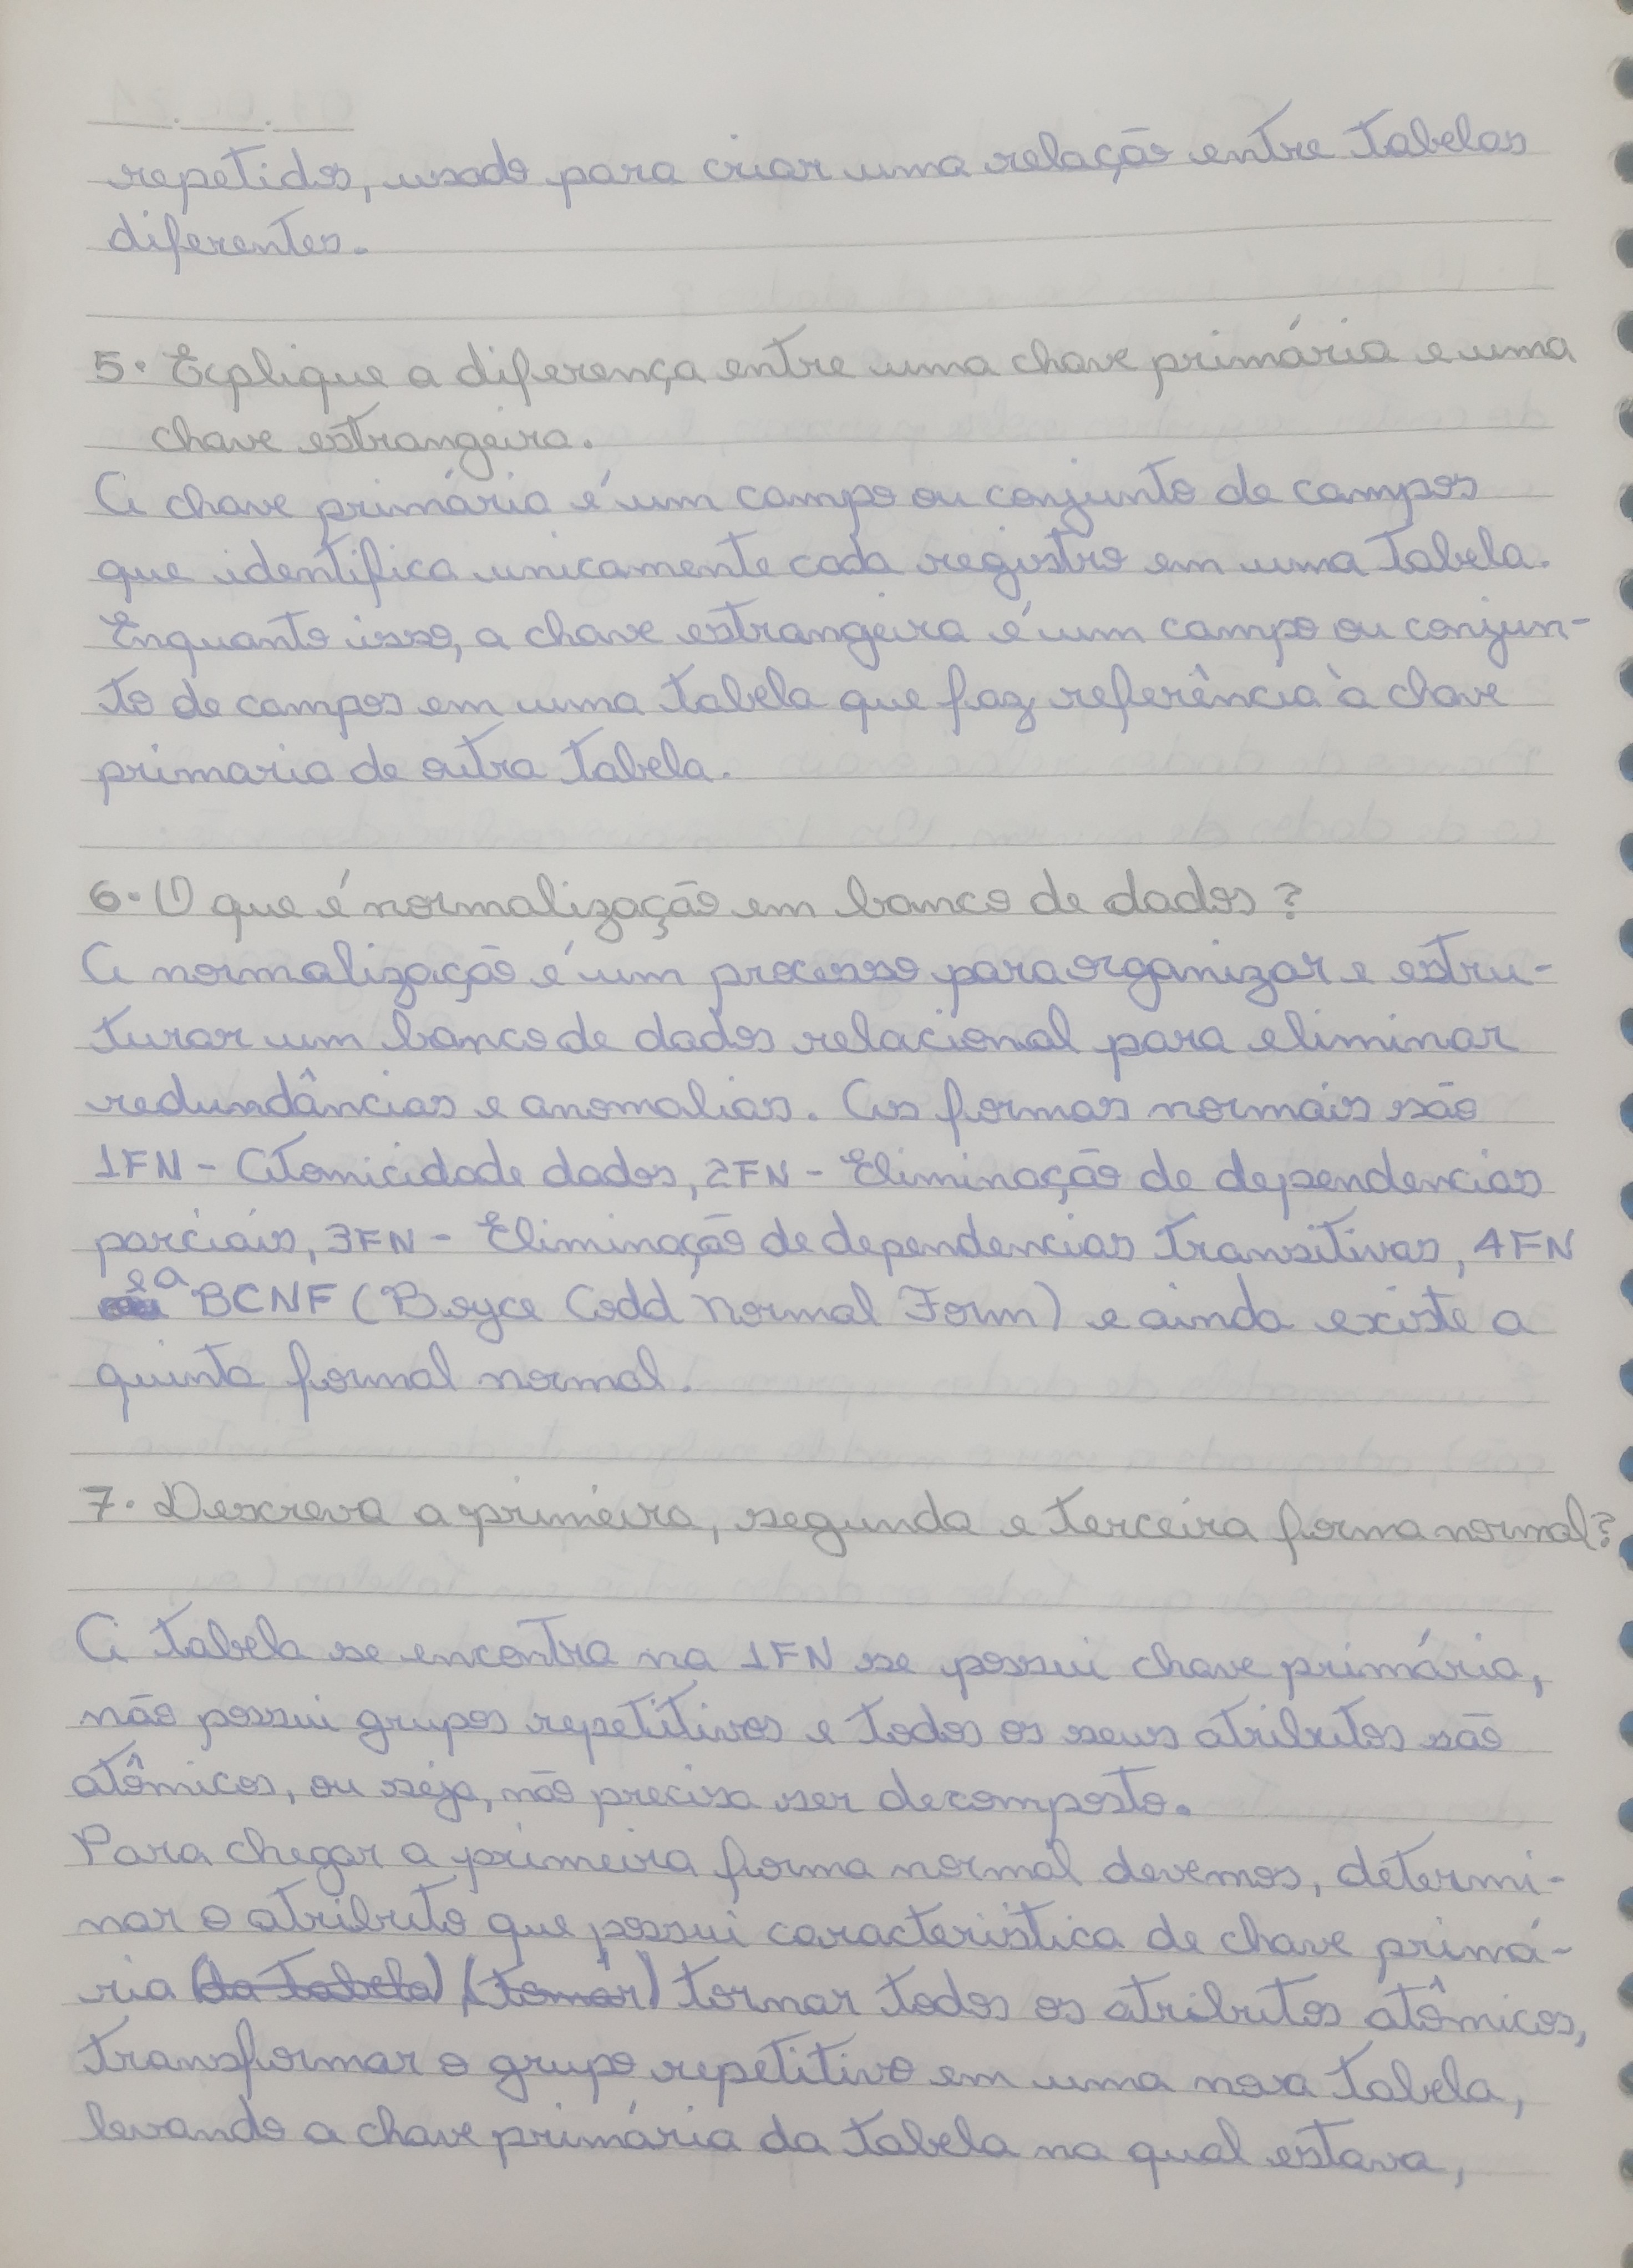 repetidos, usado para criar uma relação entre tabelas
diferentes.
5. Explique a diferença entre uma chave primária e uma
chave estrangeira.
A chave primária é um campo ou conjunto de campos
que identifica unicamente cada registro em uma tabela.
Enquanto isso, a chave estrangeira é um campo ou conjun-
to de campos em uma tabela que faz referência à chave
primaria de outra tabela.
6. O que é normalização em banco de dados?
A normalização é um processo para organizar e estru-
turar um banco de dados relacional para eliminar
redundâncias e anomalias. As formas normais são
1FN - Atomicidade dados, 2FN - Eliminação de dependencias
parciais, 3FN - Eliminação de dependencias transitivas, 4FN
e a BCNF (Boyce Codd Normal Form) e ainda existe a
quinta formal normal.
7. Descreva a primeira, segunda e terceira forma normal?
A tabela se encontra na 1FN se possui chave primária,
não possui grupos repetitivos e todos os seus atributos são
atômicos, ou seja, não precisa ser decomposto.
Para chegar a primeira forma normal devemos, determi-
nar o atributo que possui caracteristica de chave primá-
ria (da tabela), (tornar) tornar todos os atributos atômicos,
transformar o grupo repetitivo em uma nova tabela,
levando a chave primária da tabela na qual estava,